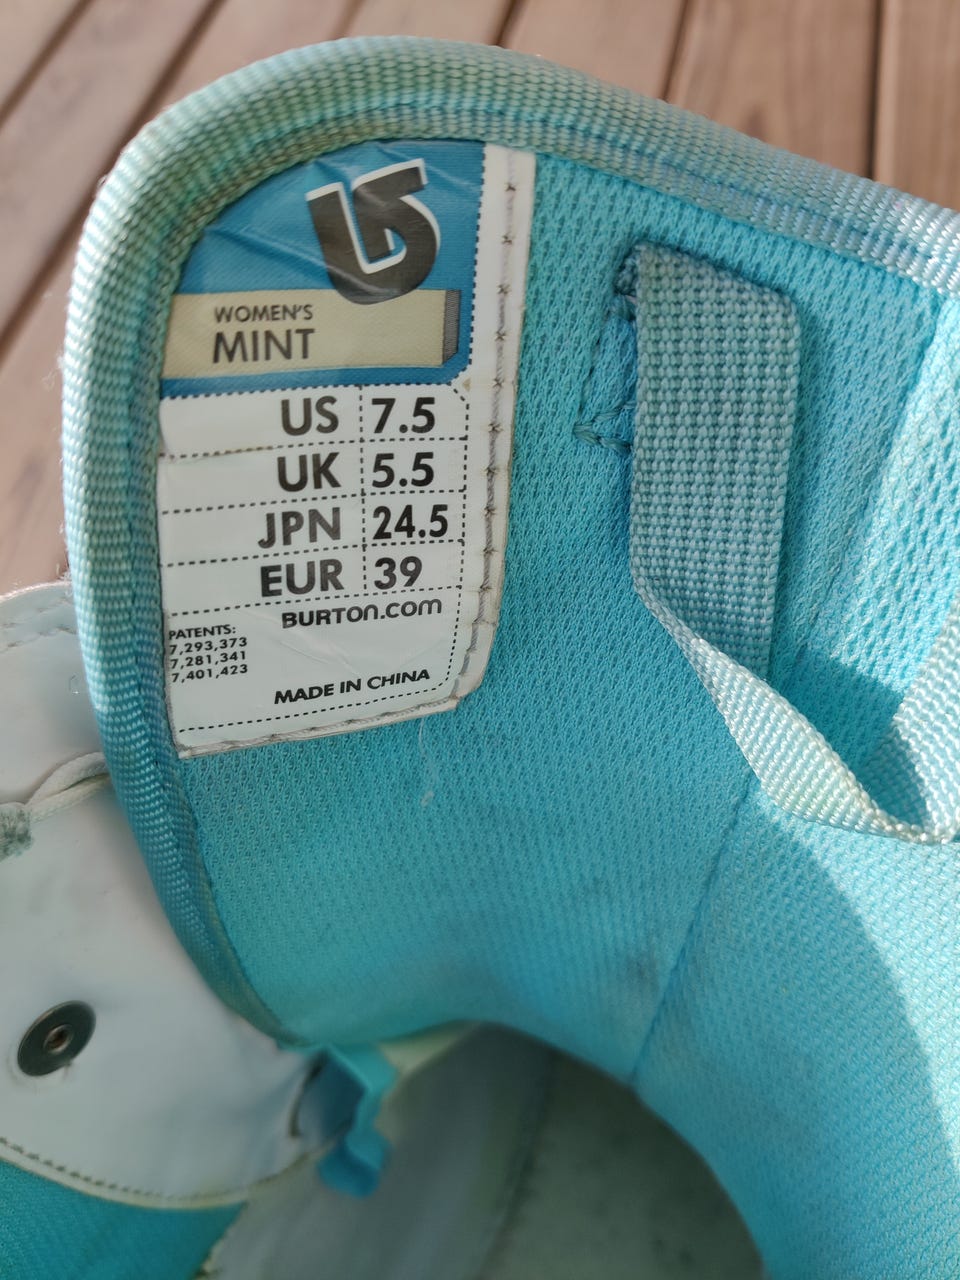 WOMEN'S
MINT
US 7.5
UK 5.5
JPN 24.5
EUR 39
BURTON.COM
PATENTS:
7,293,373
7,281,341
7,401,423
MADE IN CHINA